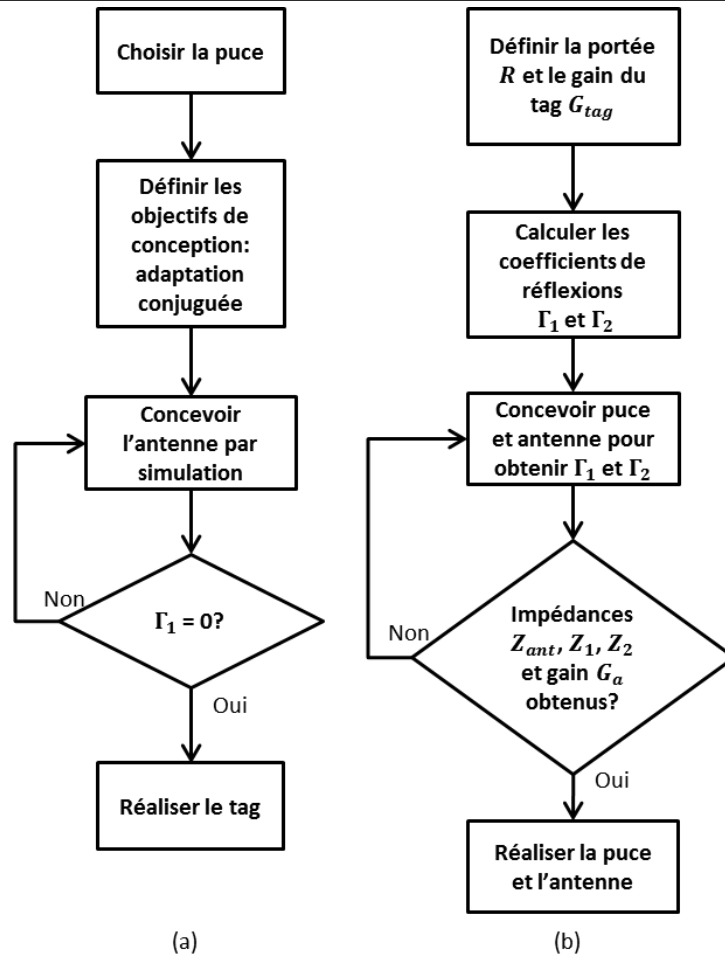 Choisir la puce
Définir les
objectifs de
conception:
adaptation
conjuguée
Concevoir
l'antenne par
simulation
Non
Γ₁ = 0?
Oui
Réaliser le tag
(a)
Définir la portée
R et le gain du
tag G_tag
Calculer les
coefficients de
réflexions
Γ₁ et Γ₂
Concevoir puce
et antenne pour
obtenir Γ₁ et Γ₂
Non
Impédances
Z_ant, Z₁, Z₂
et gain G_a
obtenus?
Oui
Réaliser la puce
et l'antenne
(b)